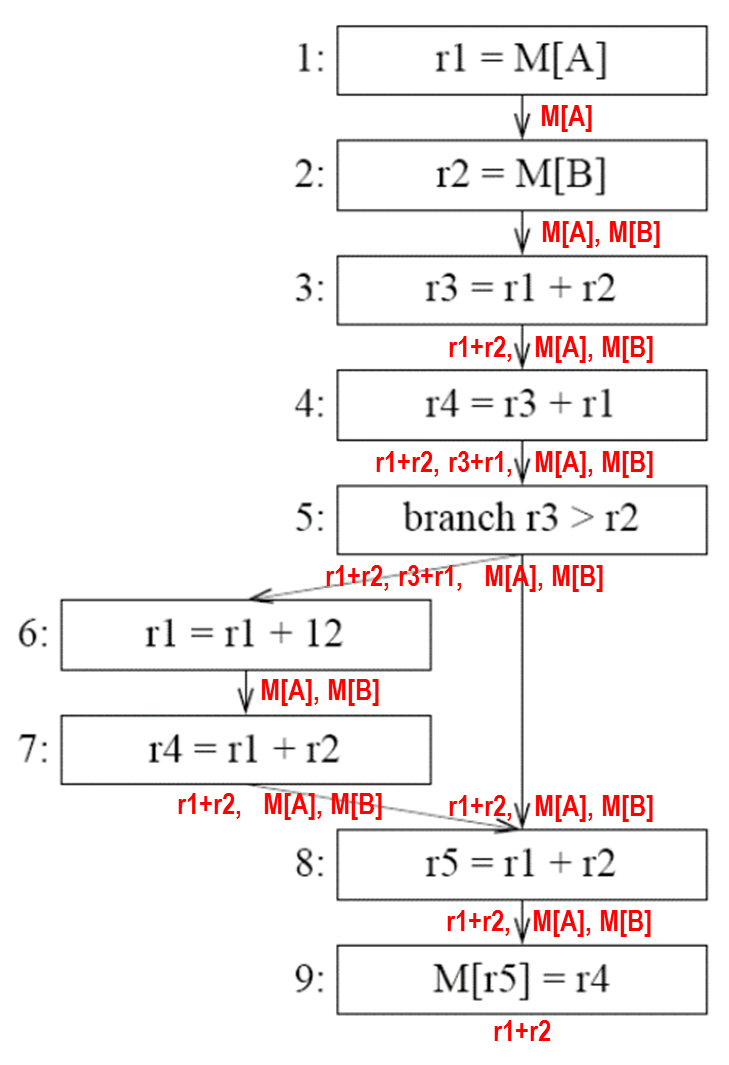 1: r1 = M[A]
M[A]
2: r2 = M[B]
M[A], M[B]
3: r3 = r1 + r2
r1+r2, M[A], M[B]
4: r4 = r3 + r1
r1+r2, r3+r1, M[A], M[B]
5: branch r3 > r2
r1+r2, r3+r1, M[A], M[B]
6: r1 = r1 + 12
M[A], M[B]
7: r4 = r1 + r2
r1+r2, M[A], M[B]
r1+r2, M[A], M[B]
8: r5 = r1 + r2
r1+r2, M[A], M[B]
9: M[r5] = r4
r1+r2